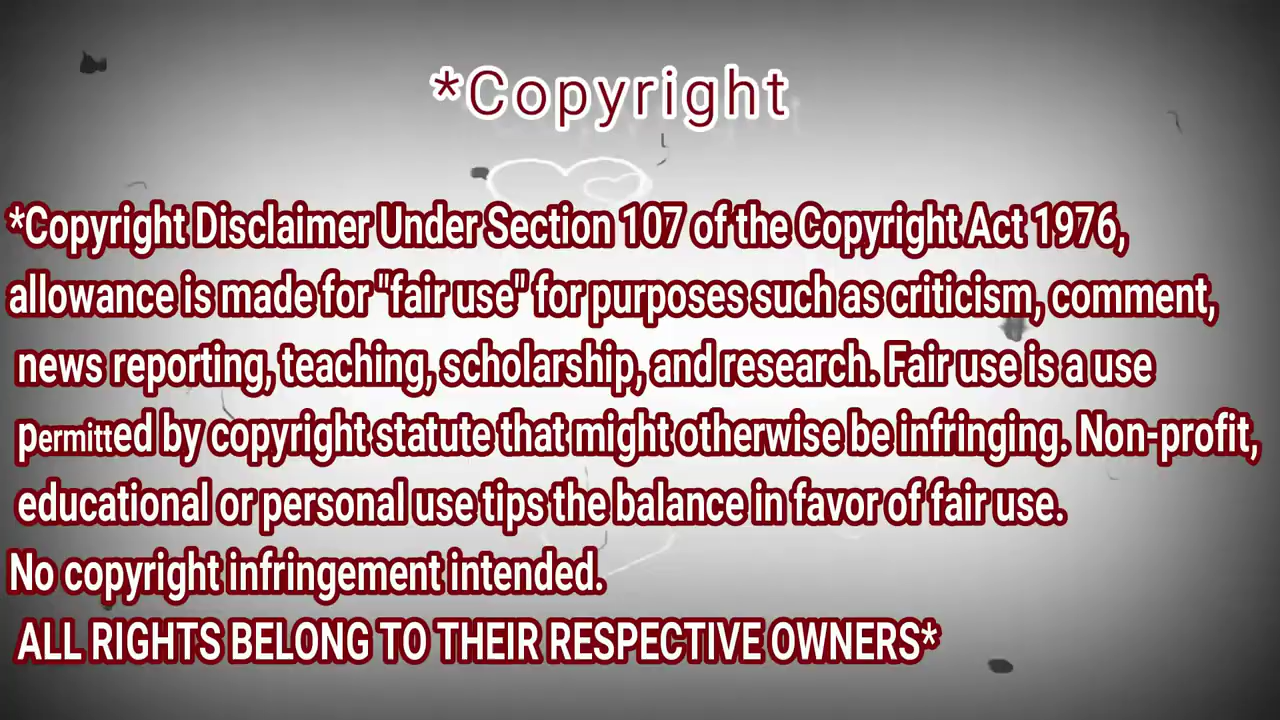 *Copyright
*Copyright Disclaimer Under Section 107 of the Copyright Act 1976,
allowance is made for "fair use" for purposes such as criticism, comment,
news reporting, teaching, scholarship, and research. Fair use is a use
permitted by copyright statute that might otherwise be infringing. Non-profit,
educational or personal use tips the balance in favor of fair use.
No copyright infringement intended.
ALL RIGHTS BELONG TO THEIR RESPECTIVE OWNERS*